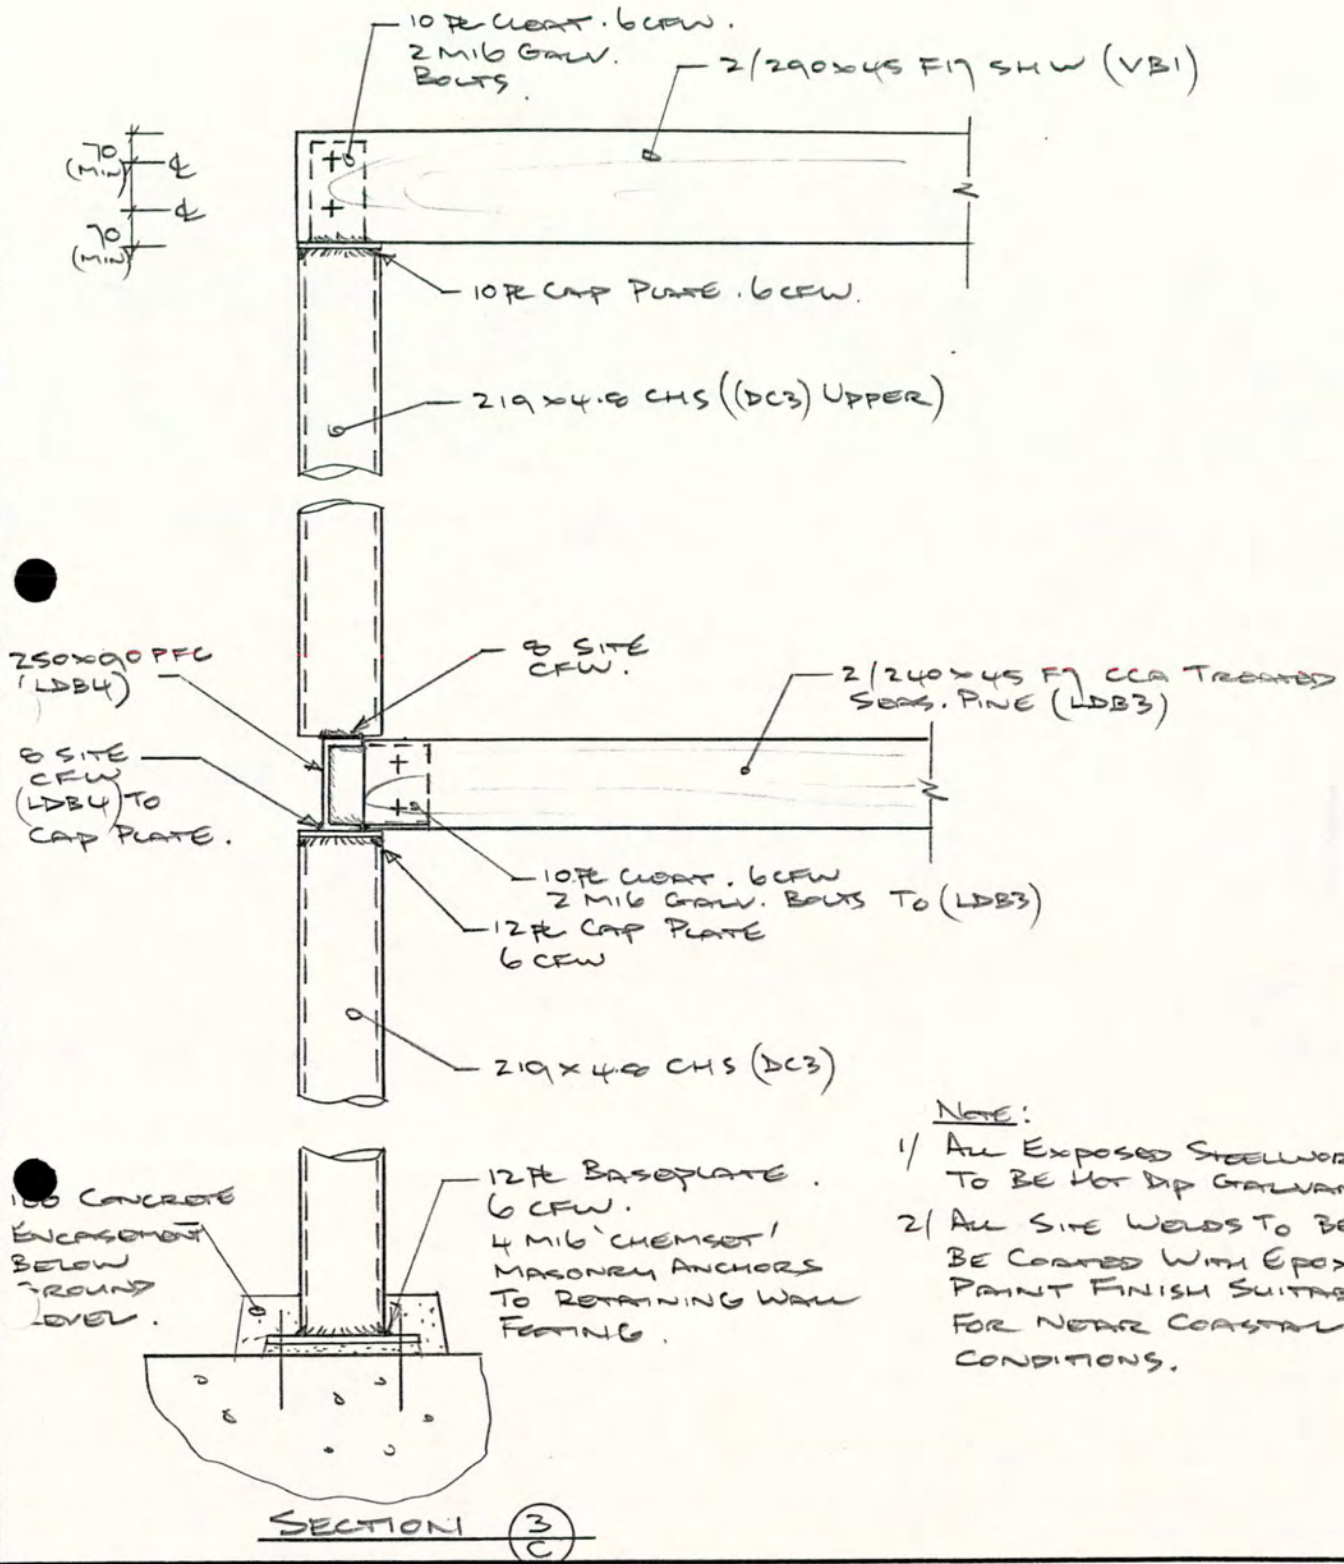 10 PL CLEAT. 6 CFW.
2 M16 GALV.
BOLTS.
2/290x45 F17 SHW (VB1)
70
(MIN)
℄
℄
70
(MIN)
10 PL CAP PLATE. 6 CFW.
219x4.8 CHS ((DC3) UPPER)
250x90 PFC
(LDB4)
8 SITE
CFW.
2/240x45 F7 CCA TREATED
SEAS. PINE (LDB3)
8 SITE
CFW
(LDB4) TO
CAP PLATE.
10 PL CLEAT. 6 CFW
2 M16 GALV. BOLTS TO (LDB3)
12 PL CAP PLATE
6 CFW
219x4.8 CHS (DC3)
CONCRETE
ENCASEMENT
BELOW
GROUND
LEVEL.
12 PL BASEPLATE.
6 CFW.
4 M16 'CHEMSET'
MASONRY ANCHORS
TO RETAINING WALL
FOOTING.
NOTE:
1/ ALL EXPOSED STEELWOR
TO BE HOT DIP GALVAN
2/ ALL SITE WELDS TO BE
BE COATED WITH EPOX
PAINT FINISH SUITAB
FOR NEAR COASTAL
CONDITIONS.
SECTION 3
C